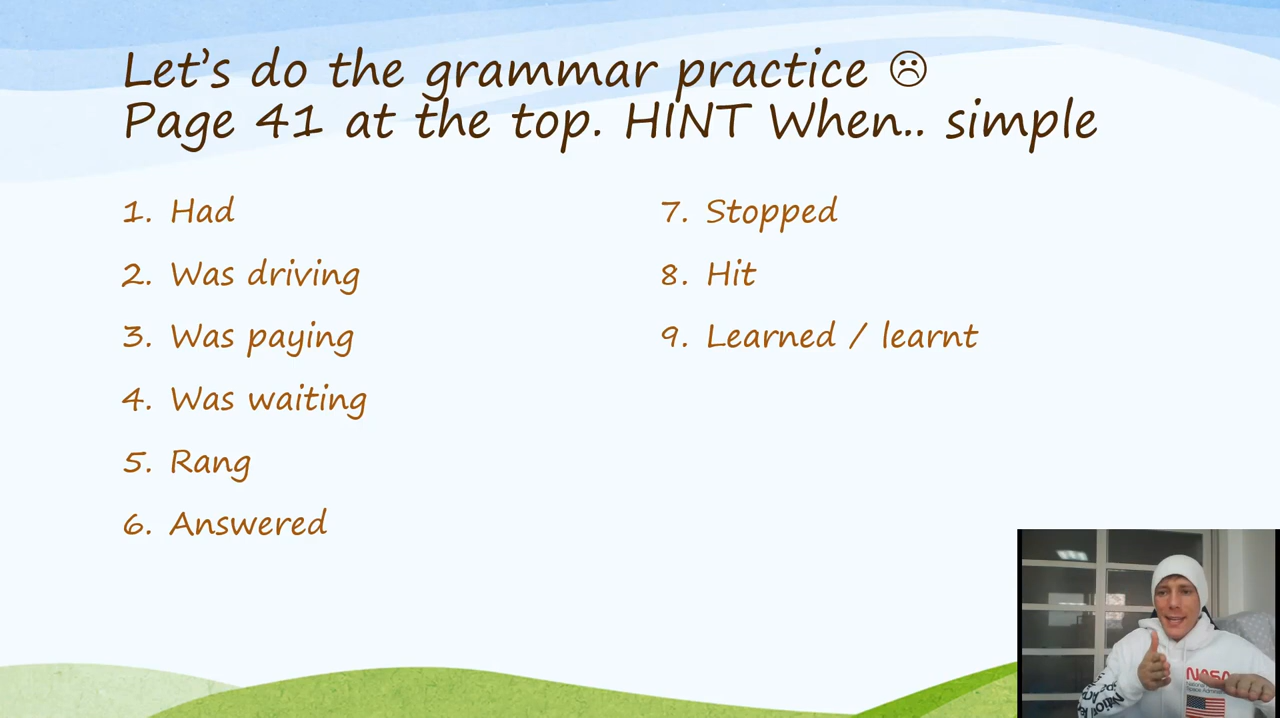 Let's do the grammar practice ☹
Page 41 at the top. HINT When.. simple
1. Had
2. Was driving
3. Was paying
4. Was waiting
5. Rang
6. Answered
7. Stopped
8. Hit
9. Learned / learnt
NASA